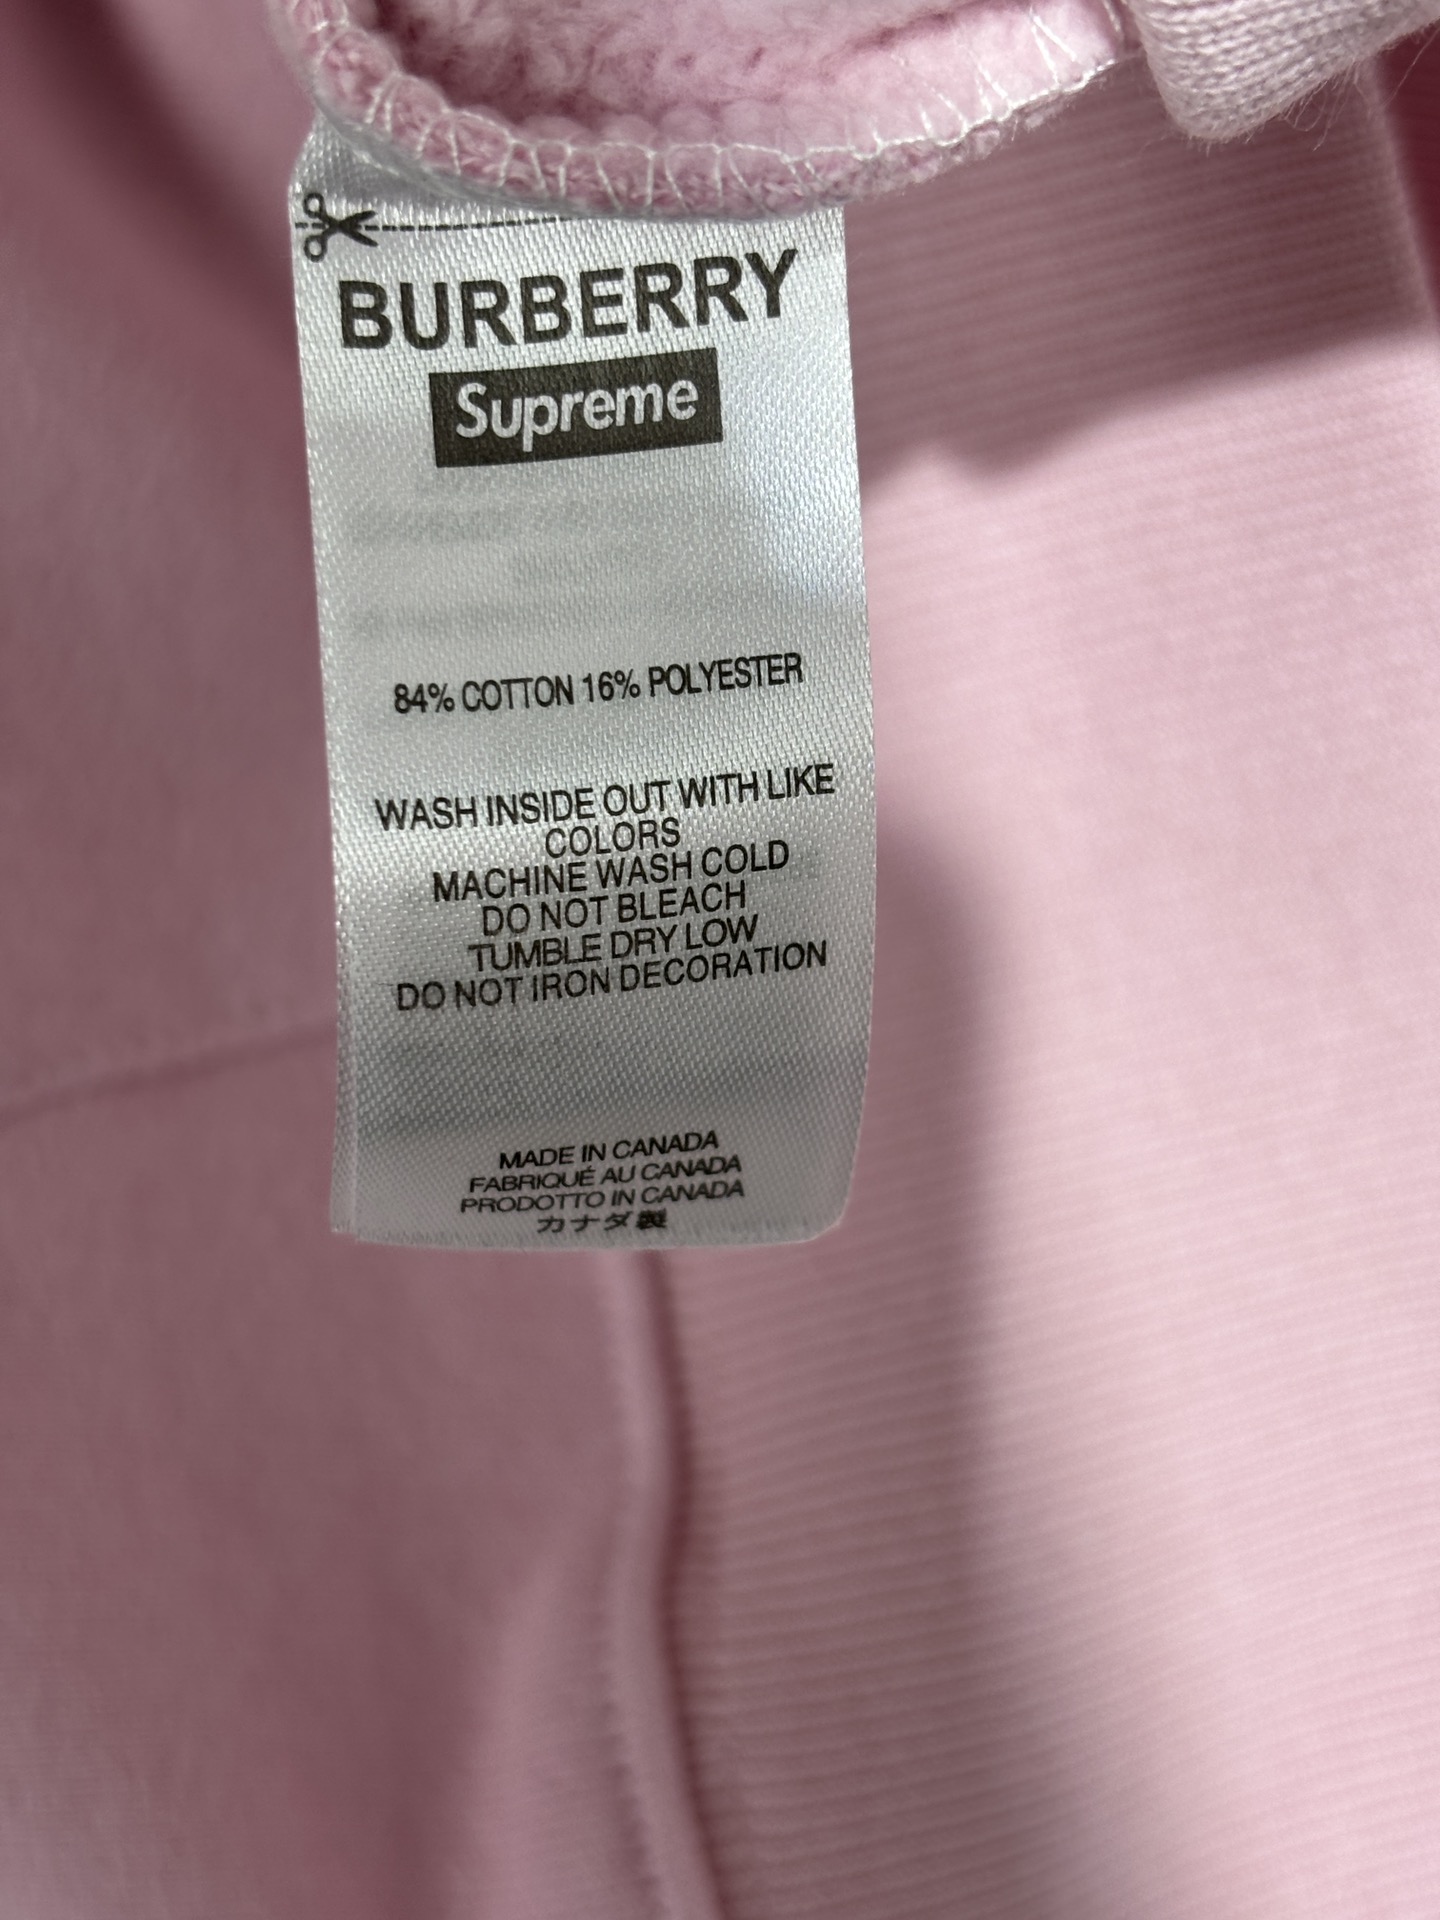 BURBERRY
Supreme
84% COTTON 16% POLYESTER
WASH INSIDE OUT WITH LIKE
COLORS
MACHINE WASH COLD
DO NOT BLEACH
TUMBLE DRY LOW
DO NOT IRON DECORATION
MADE IN CANADA
FABRIQUÉ AU CANADA
PRODOTTO IN CANADA
カナダ製